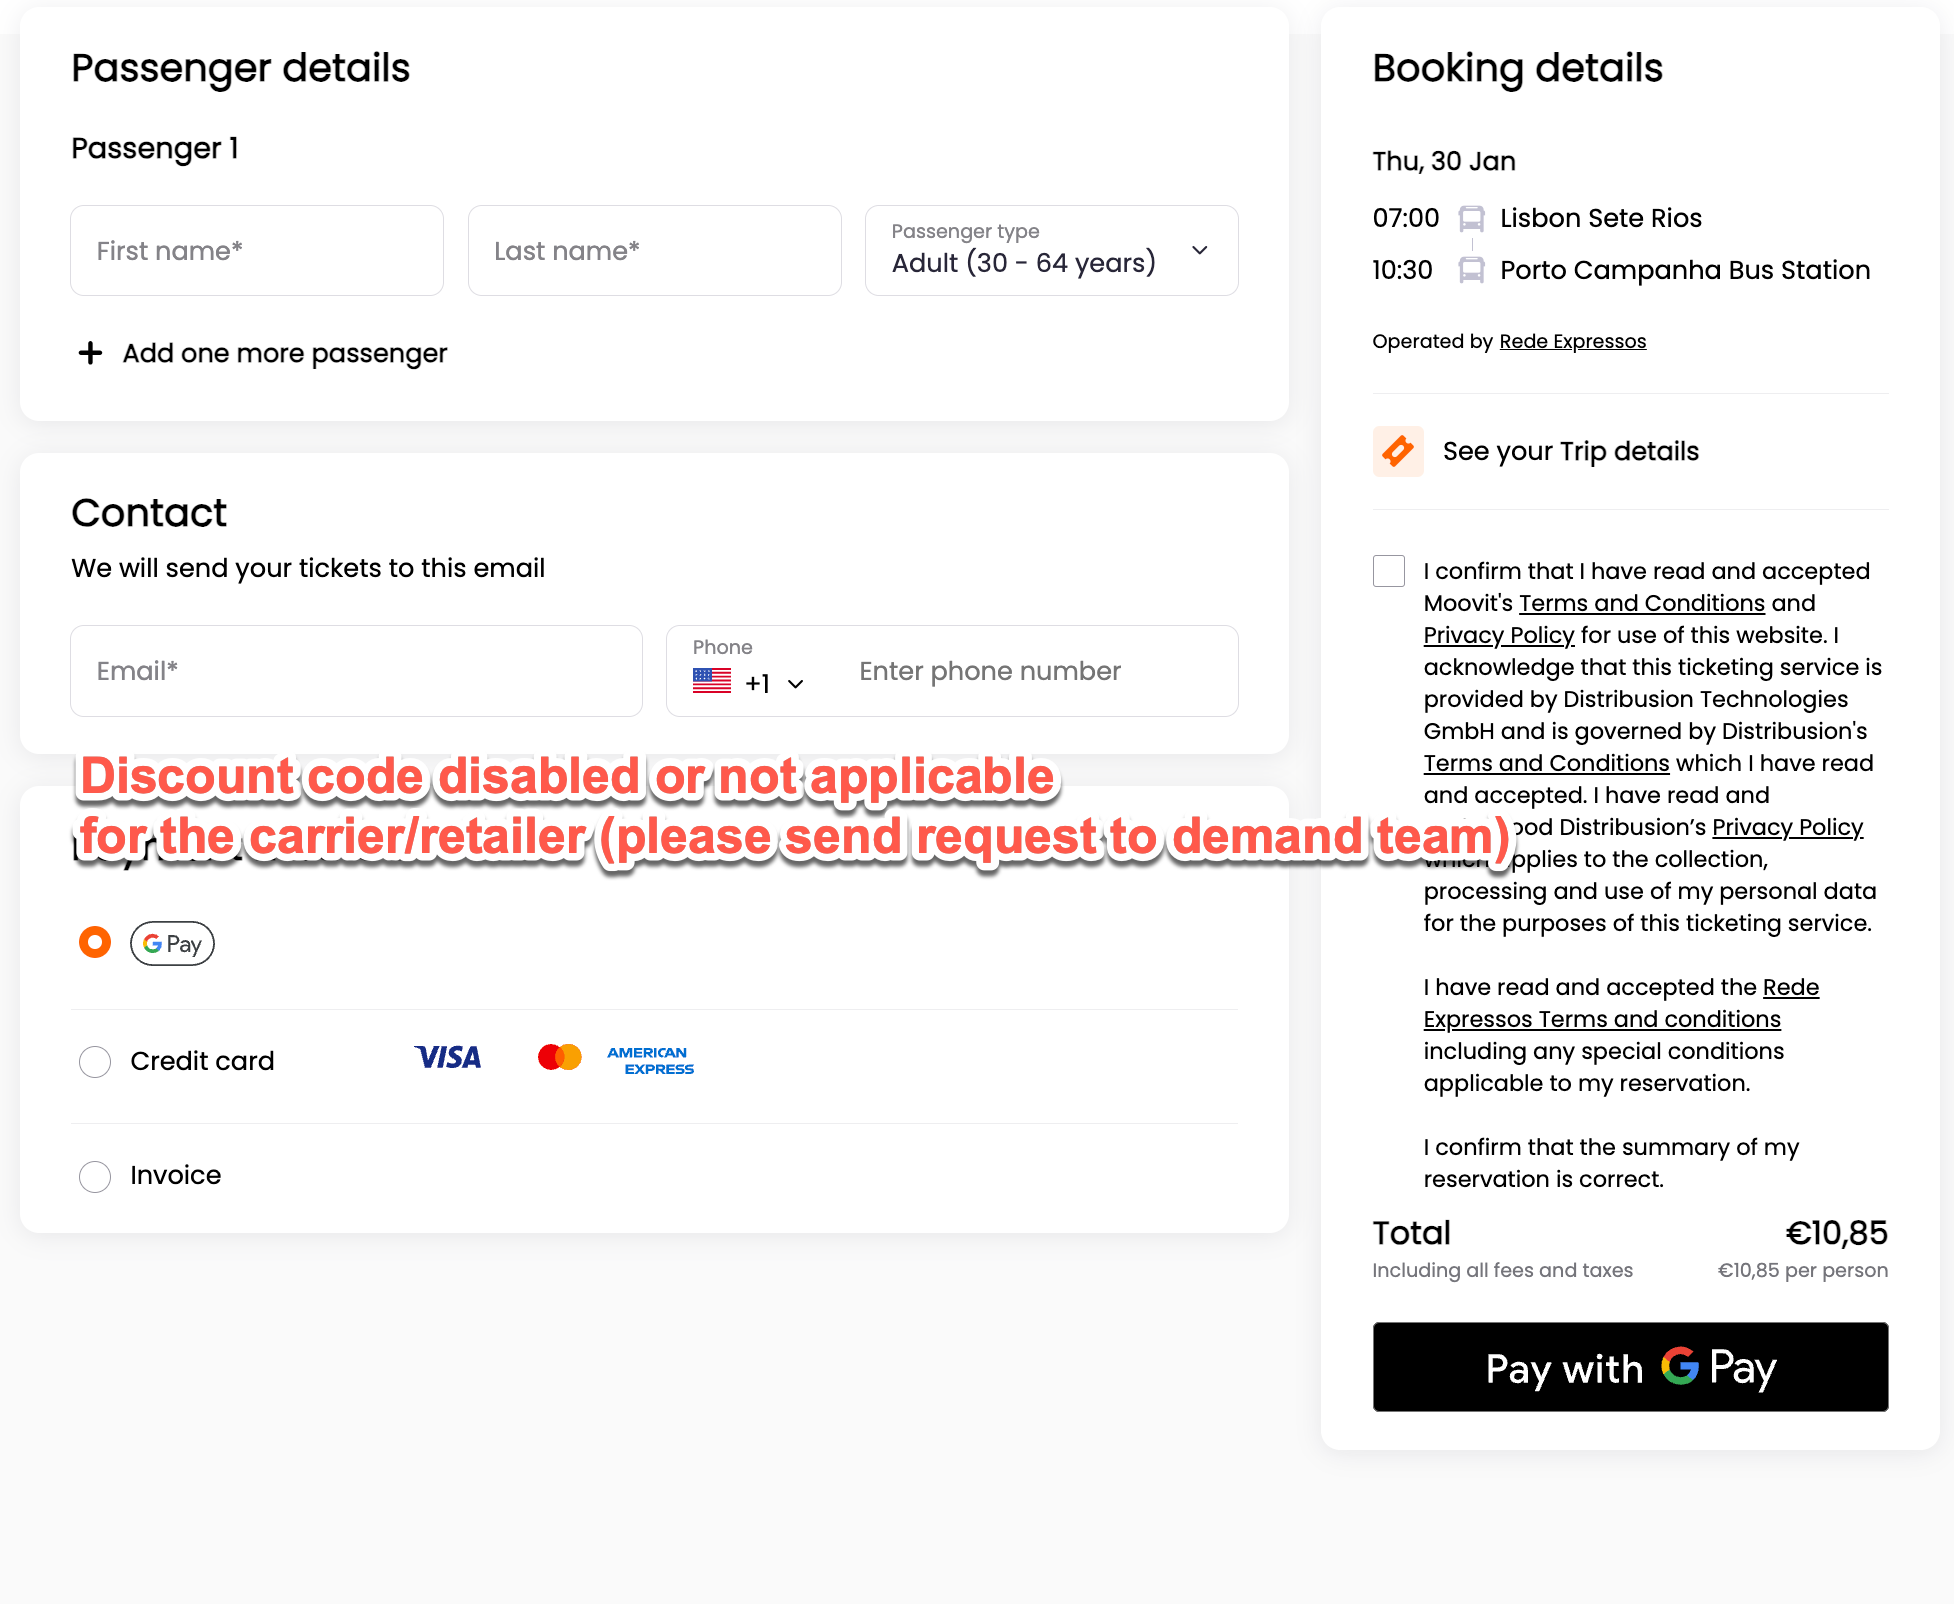 Passenger details
Passenger 1
First name*
Last name*
Passenger type
Adult (30 - 64 years)
Add one more passenger
Contact
We will send your tickets to this email
Email*
Phone
+1
Enter phone number
Discount code disabled or not applicable
for the carrier/retailer (please send request to demand team)
G Pay
Credit card
VISA
AMERICAN
EXPRESS
Invoice
Booking details
Thu, 30 Jan
07:00 Lisbon Sete Rios
10:30 Porto Campanha Bus Station
Operated by Rede Expressos
See your Trip details
I confirm that I have read and accepted
Moovit's Terms and Conditions and
Privacy Policy for use of this website. I
acknowledge that this ticketing service is
provided by Distribusion Technologies
GmbH and is governed by Distribusion's
Terms and Conditions which I have read
and accepted. I have read and
ood Distribusion’s Privacy Policy
which applies to the collection,
processing and use of my personal data
for the purposes of this ticketing service.
I have read and accepted the Rede
Expressos Terms and conditions
including any special conditions
applicable to my reservation.
I confirm that the summary of my
reservation is correct.
Total €10,85
Including all fees and taxes €10,85 per person
Pay with G Pay